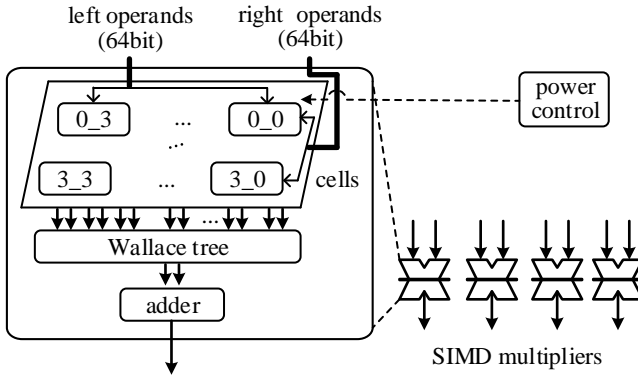 left operands
(64bit)
right operands
(64bit)
power
control
0_3
...
0_0
...
3_3
...
3_0
cells
...
Wallace tree
adder
SIMD multipliers